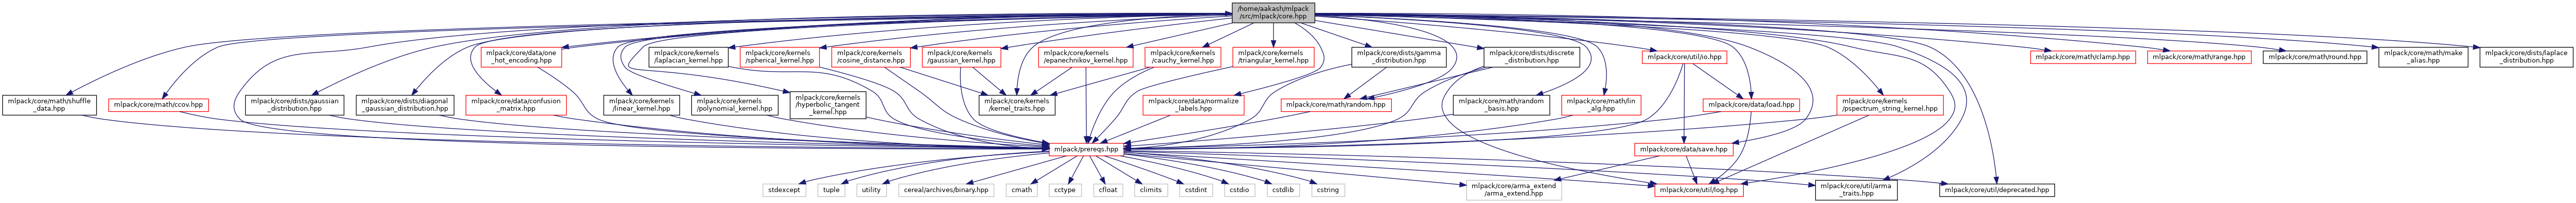 /home/aakash/mlpack
/src/mlpack/core.hpp
mlpack/core/data/one
_hot_encoding.hpp
mlpack/core/kernels
/laplacian_kernel.hpp
mlpack/core/kernels
/spherical_kernel.hpp
mlpack/core/kernels
/cosine_distance.hpp
mlpack/core/kernels
/gaussian_kernel.hpp
mlpack/core/kernels
/epanechnikov_kernel.hpp
mlpack/core/kernels
/cauchy_kernel.hpp
mlpack/core/kernels
/triangular_kernel.hpp
mlpack/core/dists/gamma
_distribution.hpp
mlpack/core/dists/discrete
_distribution.hpp
mlpack/core/util/io.hpp
mlpack/core/math/clamp.hpp
mlpack/core/math/range.hpp
mlpack/core/math/round.hpp
mlpack/core/math/make
_alias.hpp
mlpack/core/dists/laplace
_distribution.hpp
mlpack/core/math/shuffle
_data.hpp
mlpack/core/math/ccov.hpp
mlpack/core/dists/gaussian
_distribution.hpp
mlpack/core/dists/diagonal
_gaussian_distribution.hpp
mlpack/core/data/confusion
_matrix.hpp
mlpack/core/kernels
/linear_kernel.hpp
mlpack/core/kernels
/polynomial_kernel.hpp
mlpack/core/kernels
/hyperbolic_tangent
_kernel.hpp
mlpack/core/kernels
/kernel_traits.hpp
mlpack/core/data/normalize
_labels.hpp
mlpack/core/math/random.hpp
mlpack/core/math/random
_basis.hpp
mlpack/core/math/lin
_alg.hpp
mlpack/core/data/load.hpp
mlpack/core/kernels
/pspectrum_string_kernel.hpp
mlpack/prereqs.hpp
mlpack/core/data/save.hpp
stdexcept
tuple
utility
cereal/archives/binary.hpp
cmath
cctype
cfloat
climits
cstdint
cstdio
cstdlib
cstring
mlpack/core/arma_extend
/arma_extend.hpp
mlpack/core/util/log.hpp
mlpack/core/util/arma
_traits.hpp
mlpack/core/util/deprecated.hpp